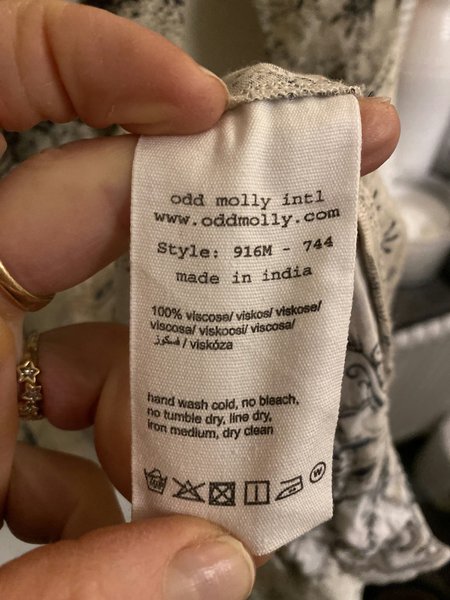 odd molly intl
www.oddmolly.com
Style: 916M - 744
made in india
100% viscose/ viskos/ viskose/
viscosa/ viskoosi/ viscosa/
فسكوز / viskóza
hand wash cold, no bleach,
no tumble dry, line dry,
iron medium, dry clean
W